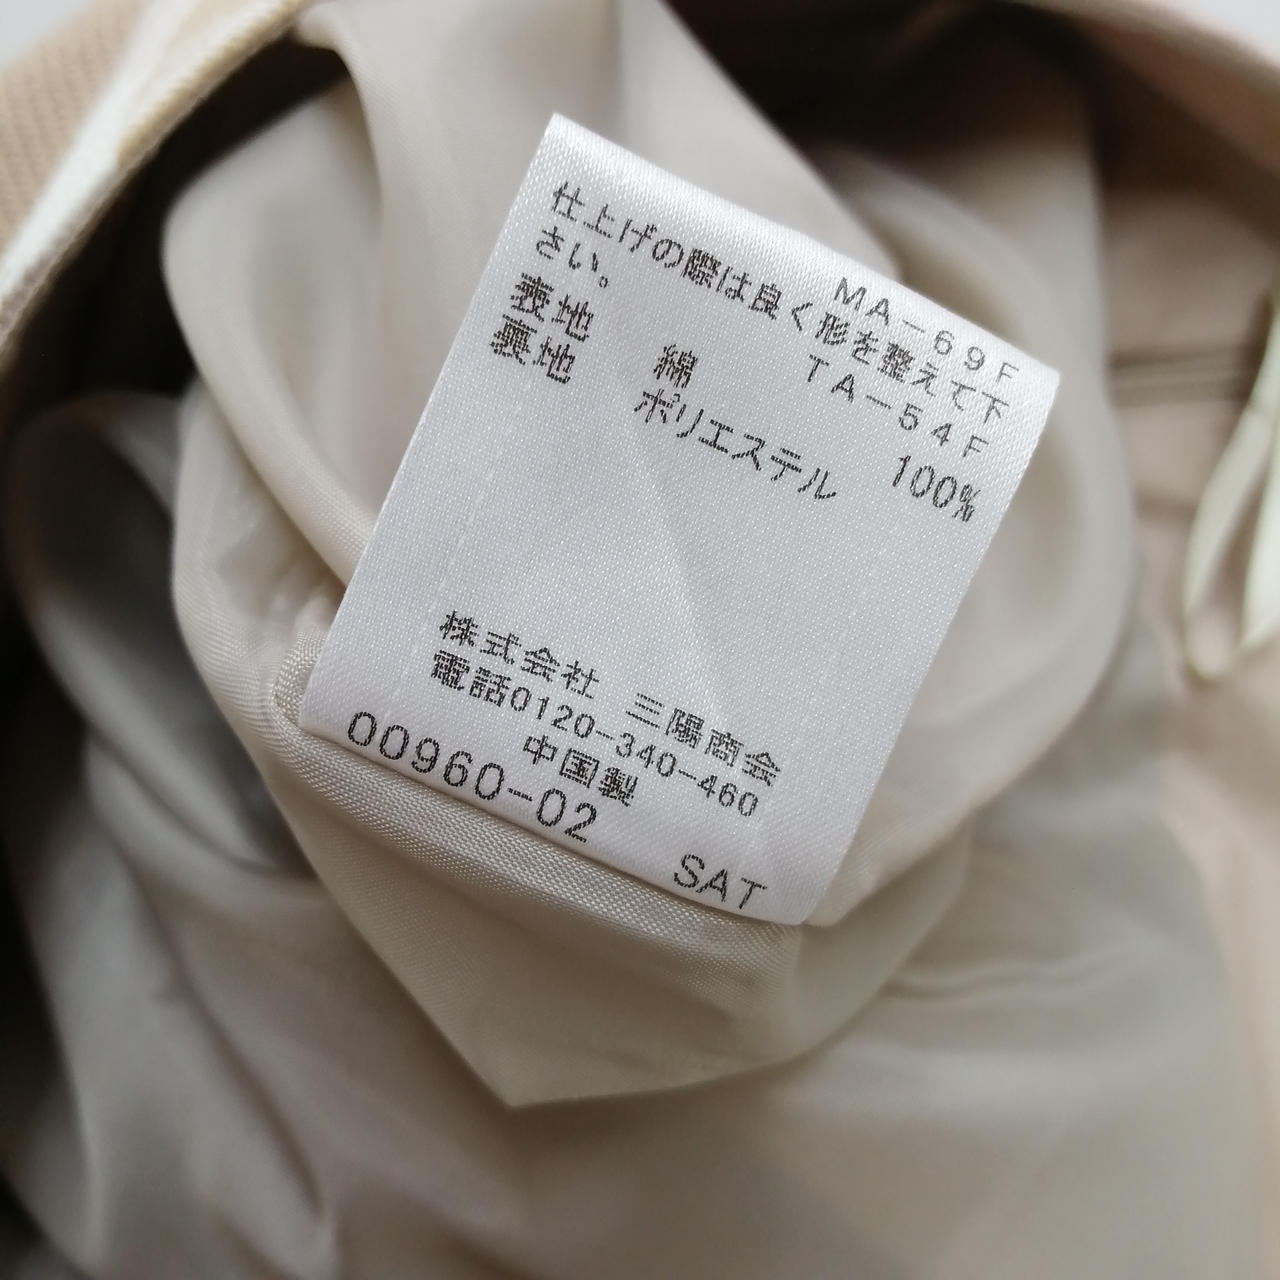 MA-69F
仕上げの際は良く形を整えて下
さい。
TA-54F
表地 綿 100%
裏地 ポリエステル
株式会社 三陽商会
電話0120-340-460
中国製
00960-02
SAT